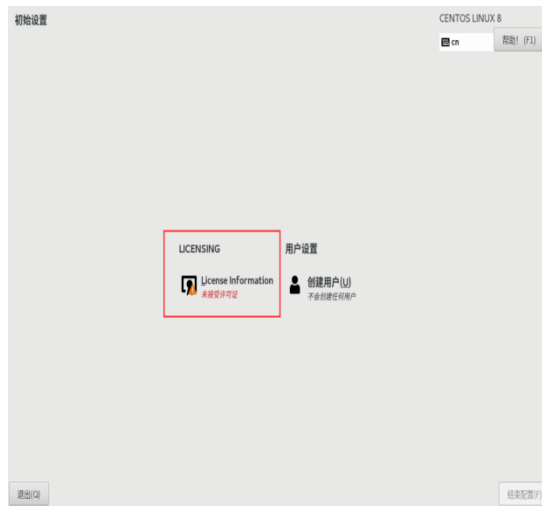 初始设置
CENTOS LINUX 8
cn
帮助! (F1)
LICENSING
License Information
未接受许可证
用户设置
创建用户(U)
不会创建任何用户
退出(Q)
结束配置(F)